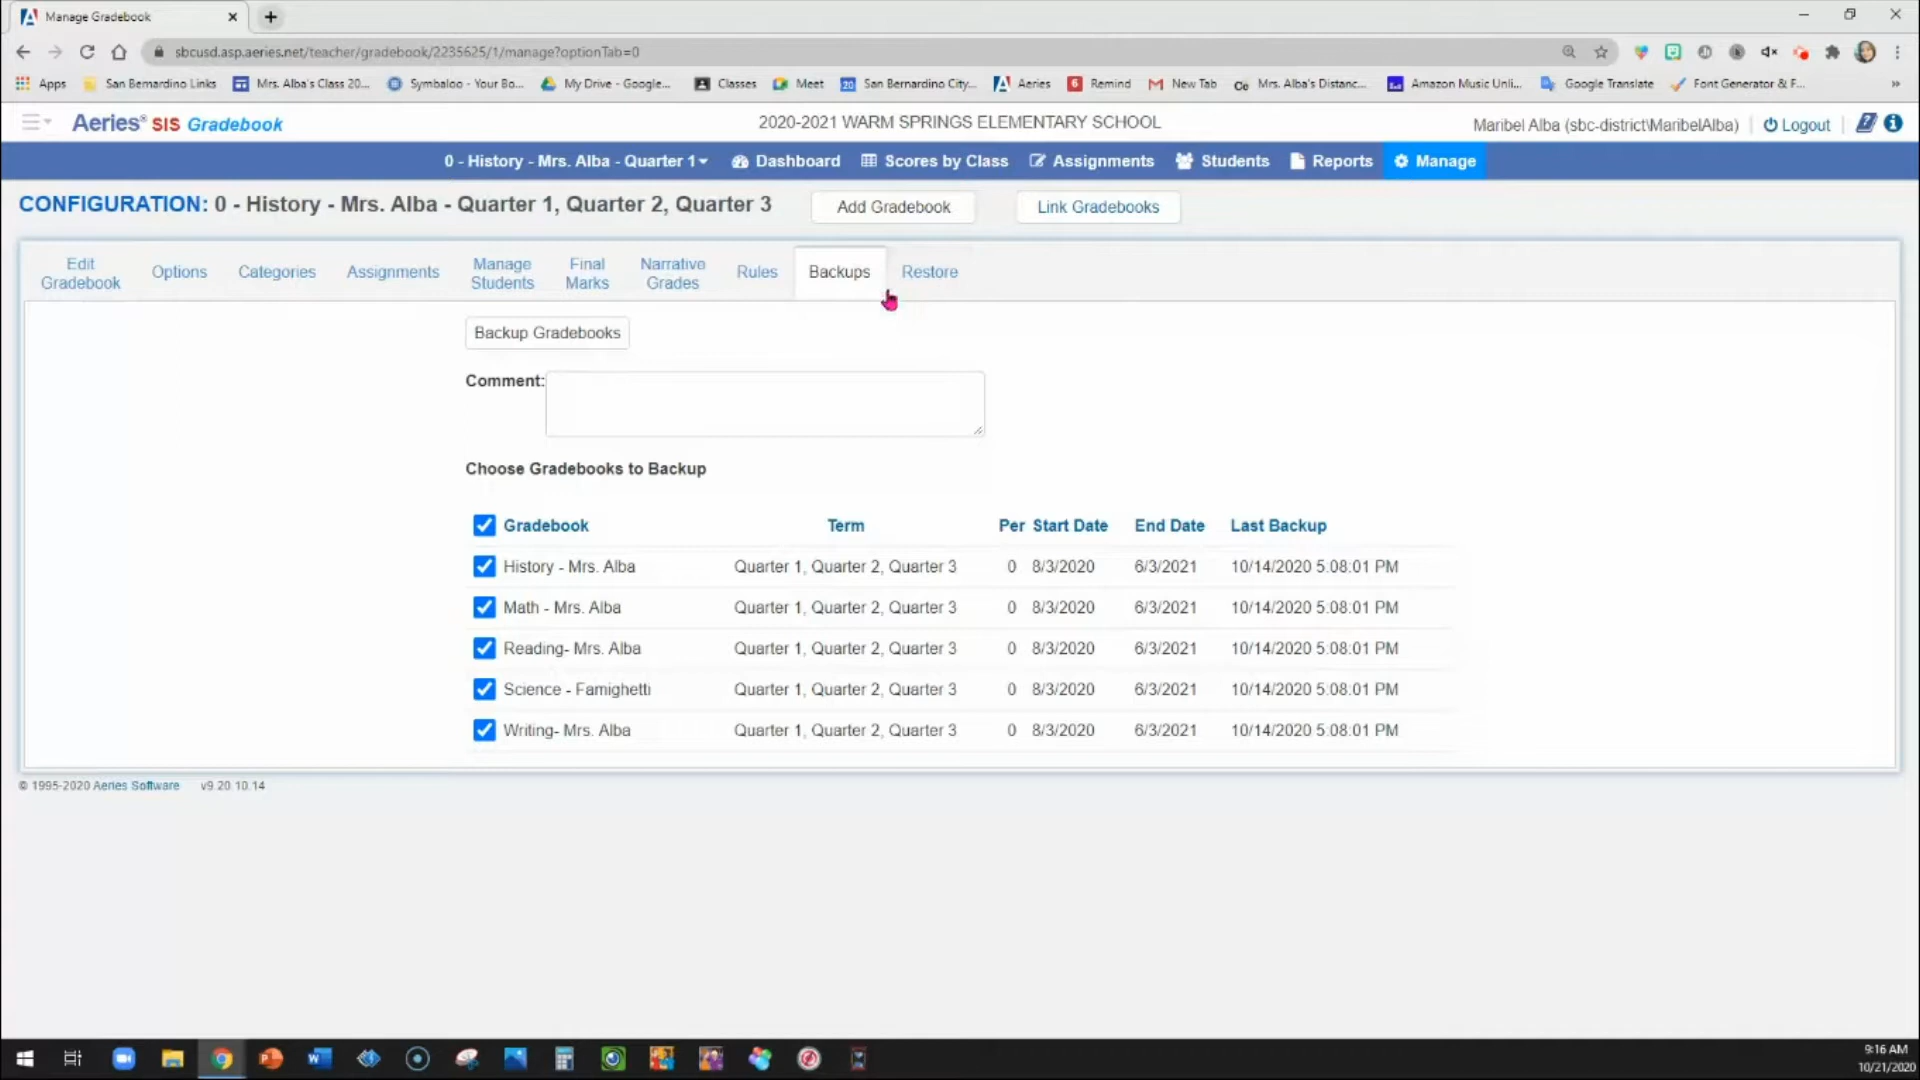 Manage Gradebook
sbcusd.asp.aeries.net/teacher/gradebook/2235625/1/manage?optionTab=0
Apps San Bernardino Links Mrs. Alba's Class 20... Symbaloo - Your Bo... My Drive - Google... Classes Meet 20 San Bernardino City... Aeries 6 Remind New Tab Mrs. Alba's Distanc... Amazon Music Unli... Google Translate Font Generator & F... »
Aeries® SIS Gradebook 2020-2021 WARM SPRINGS ELEMENTARY SCHOOL Maribel Alba (sbc-district\MaribelAlba) Logout
0 - History - Mrs. Alba - Quarter 1 Dashboard Scores by Class Assignments Students Reports Manage
CONFIGURATION: 0 - History - Mrs. Alba - Quarter 1, Quarter 2, Quarter 3 Add Gradebook Link Gradebooks
Edit Gradebook Options Categories Assignments Manage Students Final Marks Narrative Grades Rules Backups Restore
Backup Gradebooks
Comment:
Choose Gradebooks to Backup
Gradebook Term Per Start Date End Date Last Backup
History - Mrs. Alba Quarter 1, Quarter 2, Quarter 3 0 8/3/2020 6/3/2021 10/14/2020 5:08:01 PM
Math - Mrs. Alba Quarter 1, Quarter 2, Quarter 3 0 8/3/2020 6/3/2021 10/14/2020 5:08:01 PM
Reading- Mrs. Alba Quarter 1, Quarter 2, Quarter 3 0 8/3/2020 6/3/2021 10/14/2020 5:08:01 PM
Science - Famighetti Quarter 1, Quarter 2, Quarter 3 0 8/3/2020 6/3/2021 10/14/2020 5:08:01 PM
Writing- Mrs. Alba Quarter 1, Quarter 2, Quarter 3 0 8/3/2020 6/3/2021 10/14/2020 5:08:01 PM
© 1995-2020 Aeries Software v9.20.10.14
9:16 AM
10/21/2020